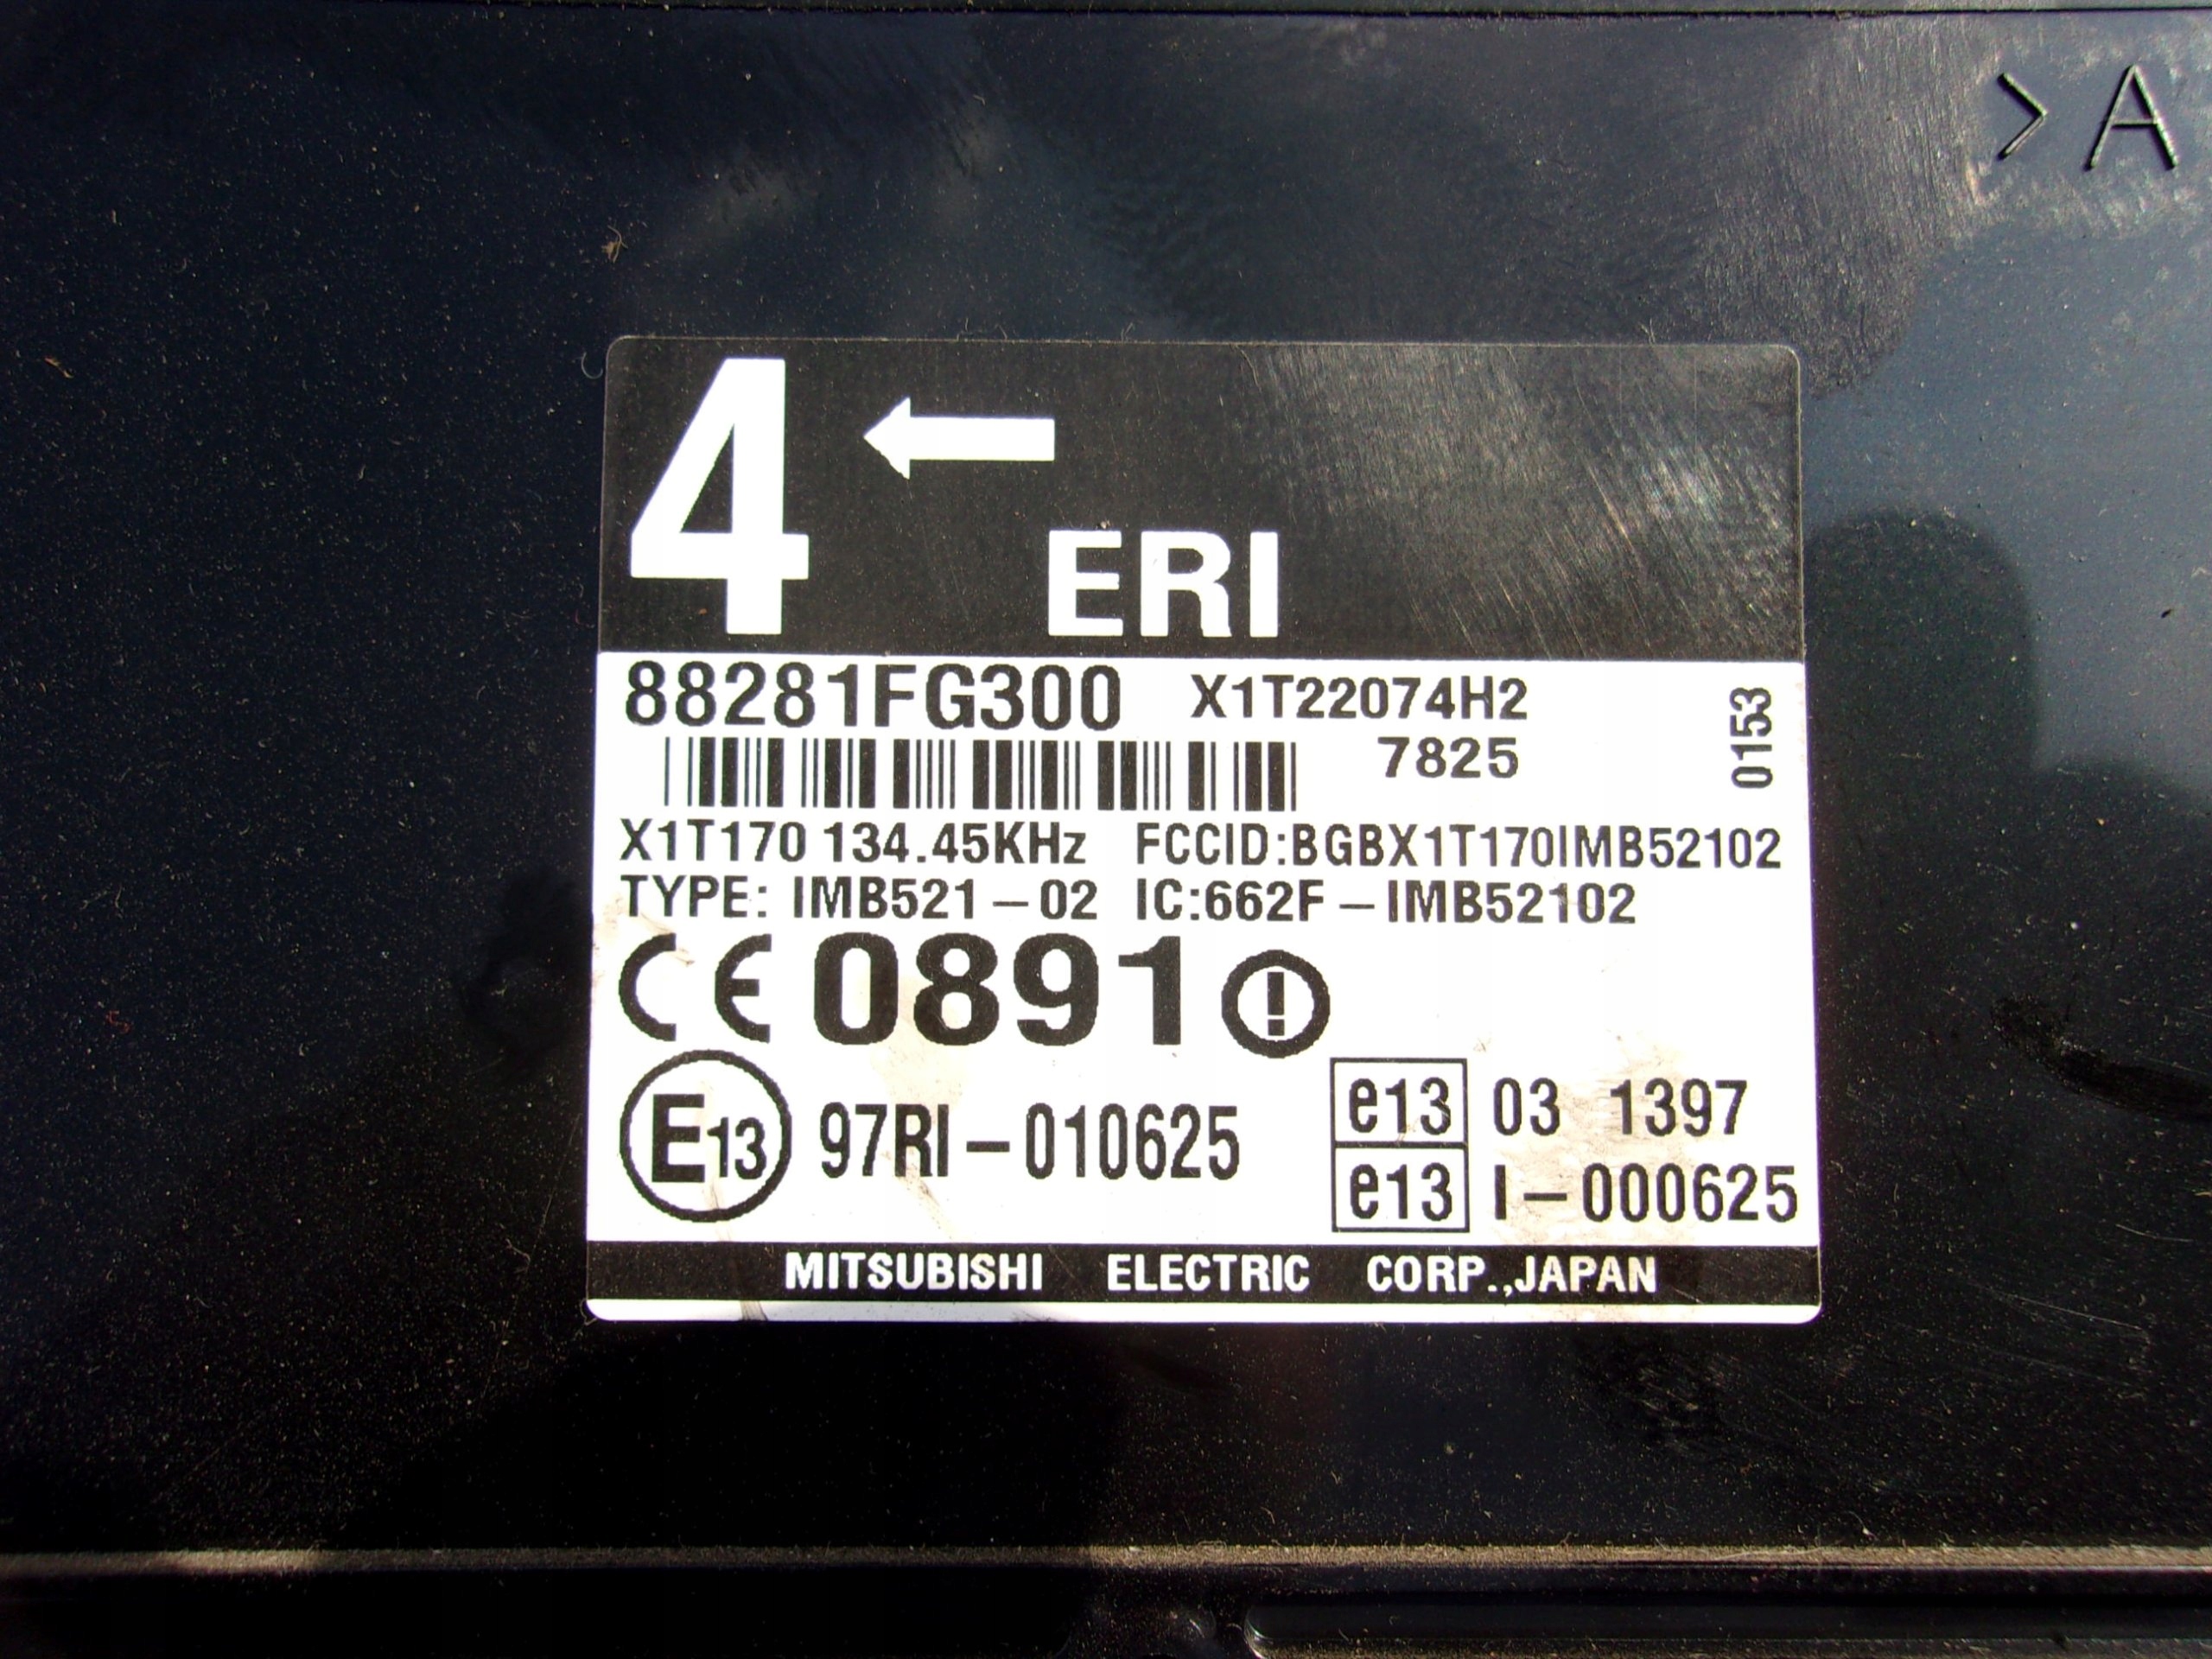 >A
4 ←
ERI
88281FG300 X1T22074H2
7825
0153
X1T170 134.45KHz FCCID:BGBX1T170IMB52102
TYPE: IMB521-02 IC:662F-IMB52102
CE 0891
E13 97RI-010625
e13 03 1397
e13 I-000625
MITSUBISHI ELECTRIC CORP.,JAPAN